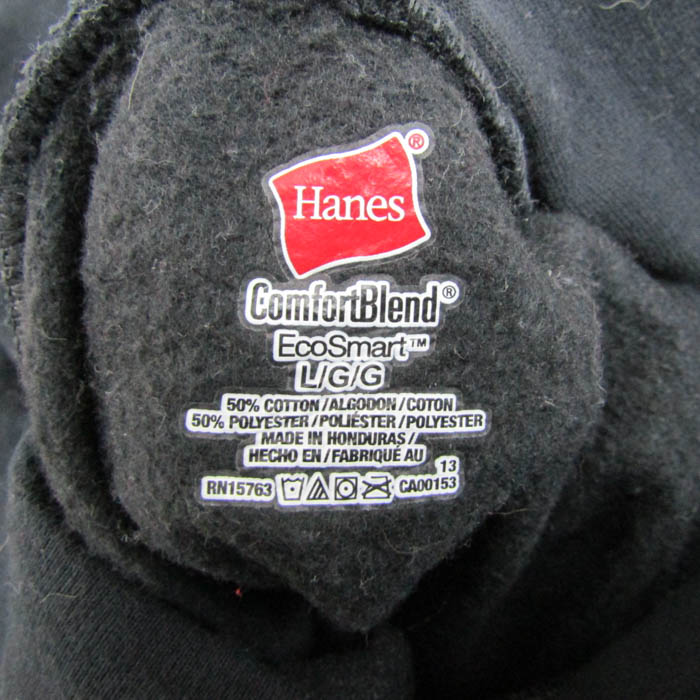 Hanes®
ComfortBlend®
EcoSmart™
L/G/G
50% COTTON/ALGODON/COTON
50% POLYESTER/POLIÉSTER/POLYESTER
MADE IN HONDURAS/
HECHO EN/FABRIQUÉ AU
13
RN15763 CA00153